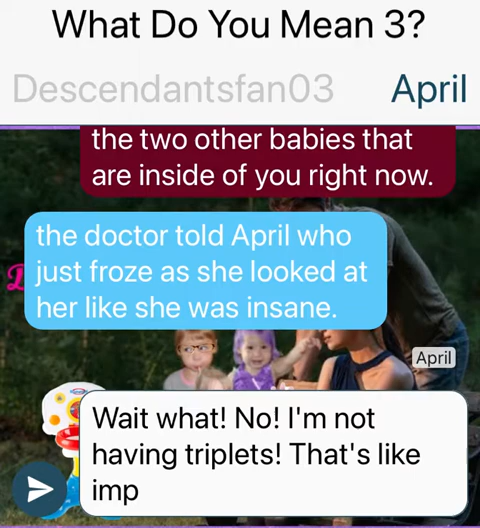 What Do You Mean 3?
Descendantsfan03 April
the two other babies that
are inside of you right now.
the doctor told April who
just froze as she looked at
her like she was insane.
April
Wait what! No! I'm not
having triplets! That's like
imp